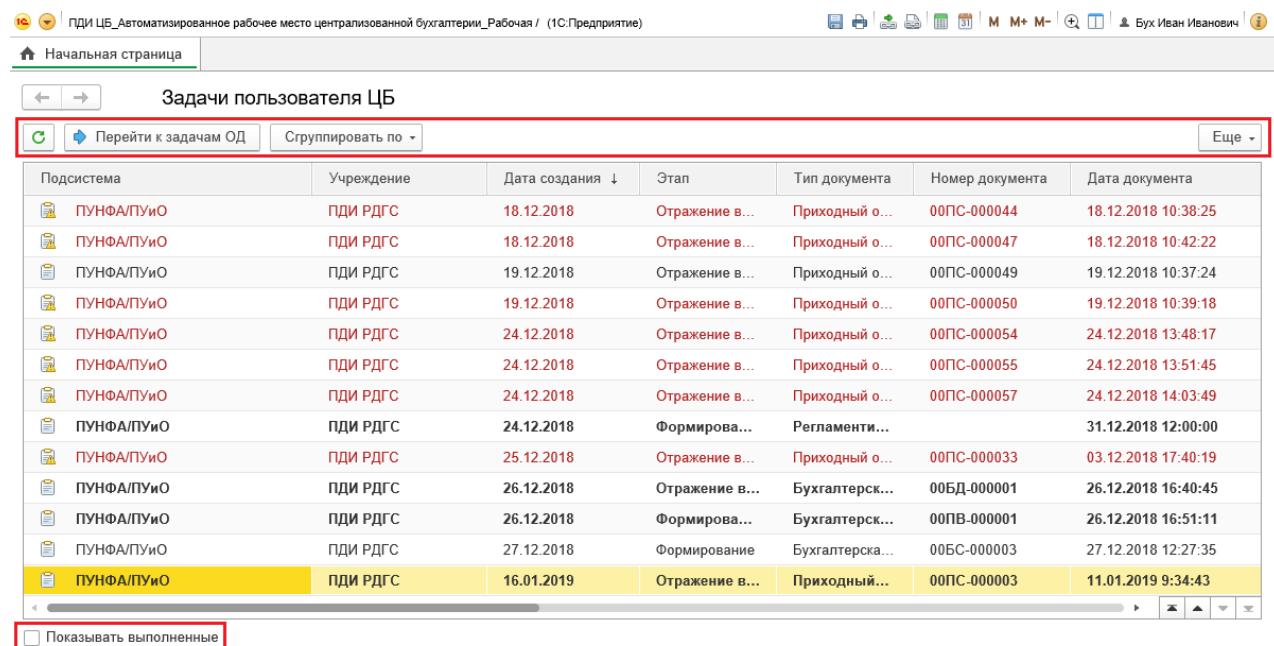 1С ПДИ ЦБ_Автоматизированное рабочее место централизованной бухгалтерии_Рабочая / (1С:Предприятие) 31 M M+ M- Бух Иван Иванович i
Начальная страница
Задачи пользователя ЦБ
Перейти к задачам ОД Сгруппировать по Еще
Подсистема Учреждение Дата создания ↓ Этап Тип документа Номер документа Дата документа
ПУНФА/ПУиО ПДИ РДГС 18.12.2018 Отражение в... Приходный о... 00ПС-000044 18.12.2018 10:38:25
ПУНФА/ПУиО ПДИ РДГС 18.12.2018 Отражение в... Приходный о... 00ПС-000047 18.12.2018 10:42:22
ПУНФА/ПУиО ПДИ РДГС 19.12.2018 Отражение в... Приходный о... 00ПС-000049 19.12.2018 10:37:24
ПУНФА/ПУиО ПДИ РДГС 19.12.2018 Отражение в... Приходный о... 00ПС-000050 19.12.2018 10:39:18
ПУНФА/ПУиО ПДИ РДГС 24.12.2018 Отражение в... Приходный о... 00ПС-000054 24.12.2018 13:48:17
ПУНФА/ПУиО ПДИ РДГС 24.12.2018 Отражение в... Приходный о... 00ПС-000055 24.12.2018 13:51:45
ПУНФА/ПУиО ПДИ РДГС 24.12.2018 Отражение в... Приходный о... 00ПС-000057 24.12.2018 14:03:49
ПУНФА/ПУиО ПДИ РДГС 24.12.2018 Формирова... Регламенти... 31.12.2018 12:00:00
ПУНФА/ПУиО ПДИ РДГС 25.12.2018 Отражение в... Приходный о... 00ПС-000033 03.12.2018 17:40:19
ПУНФА/ПУиО ПДИ РДГС 26.12.2018 Отражение в... Бухгалтерск... 00БД-000001 26.12.2018 16:40:45
ПУНФА/ПУиО ПДИ РДГС 26.12.2018 Формирова... Бухгалтерск... 00ПВ-000001 26.12.2018 16:51:11
ПУНФА/ПУиО ПДИ РДГС 27.12.2018 Формирование Бухгалтерска... 00БС-000003 27.12.2018 12:27:35
ПУНФА/ПУиО ПДИ РДГС 16.01.2019 Отражение в... Приходный... 00ПС-000003 11.01.2019 9:34:43
Показывать выполненные